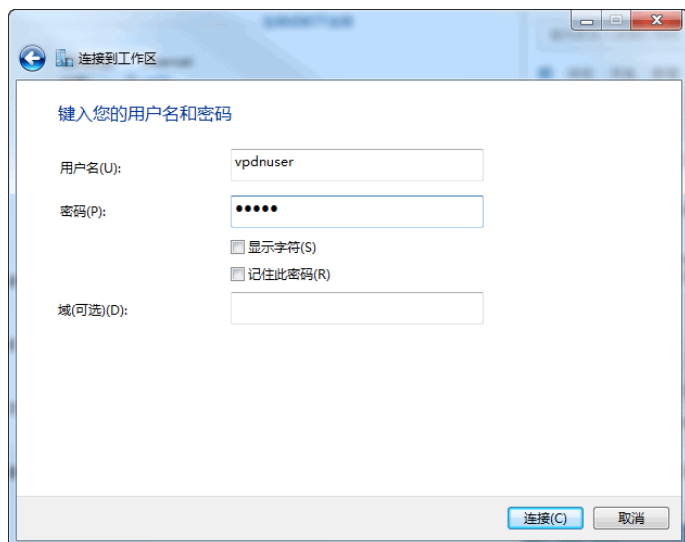 连接到工作区
键入您的用户名和密码
用户名(U):
vpdnuser
密码(P):
●●●●●
显示字符(S)
记住此密码(R)
域(可选)(D):
连接(C)
取消